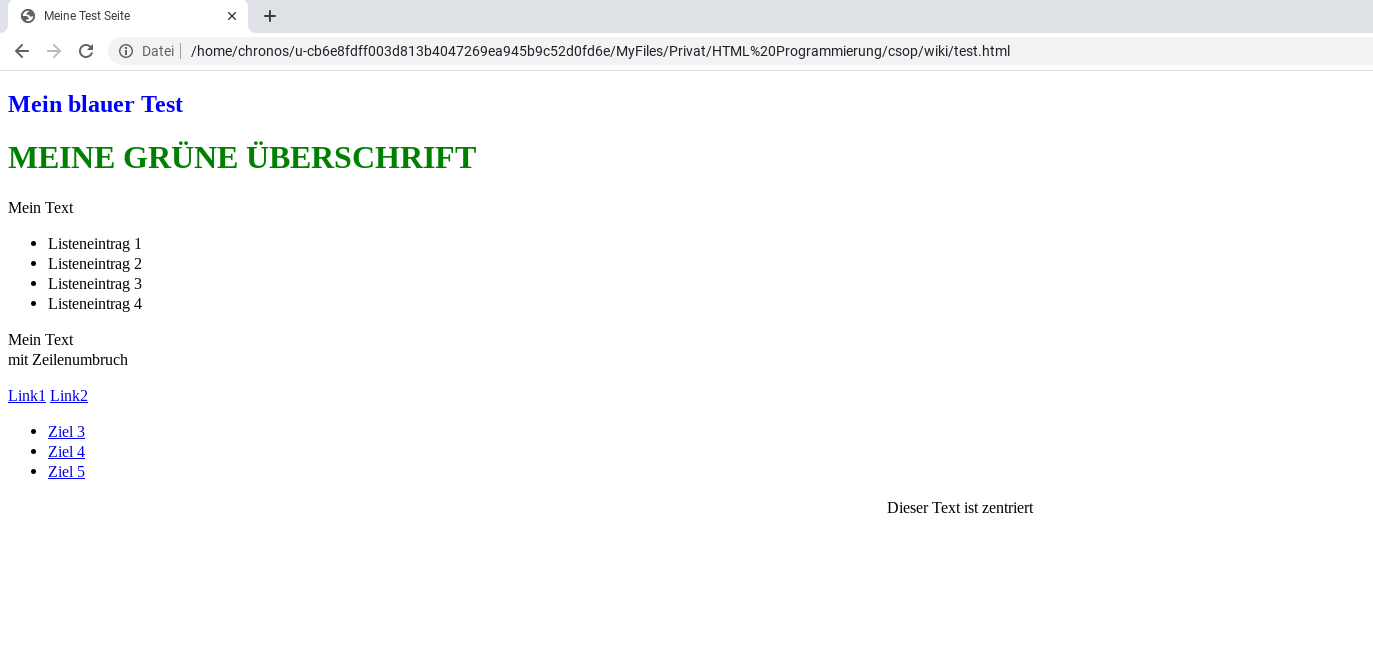 Meine Test Seite
Datei /home/chronos/u-cb6e8fdff003d813b4047269ea945b9c52d0fd6e/MyFiles/Privat/HTML%20Programmierung/csop/wiki/test.html
Mein blauer Test
MEINE GRÜNE ÜBERSCHRIFT
Mein Text
Listeneintrag 1
Listeneintrag 2
Listeneintrag 3
Listeneintrag 4
Mein Text
mit Zeilenumbruch
Link1 Link2
Ziel 3
Ziel 4
Ziel 5
Dieser Text ist zentriert